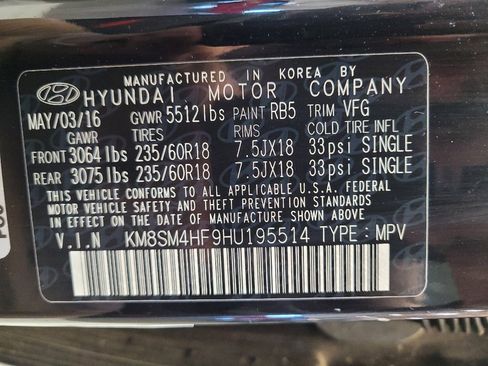 MANUFACTURED IN KOREA BY
HYUNDAI MOTOR COMPANY
MAY/03/16 GVWR 5512lbs PAINT RB5 TRIM VFG
GAWR TIRES RIMS COLD TIRE INFL
FRONT 3064lbs 235/60R18 7.5JX18 33psi SINGLE
REAR 3075lbs 235/60R18 7.5JX18 33psi SINGLE
THIS VEHICLE CONFORMS TO ALL APPLICABLE U.S.A. FEDERAL
MOTOR VEHICLE SAFETY, BUMPER, AND THEFT PREVENTION STANDARDS
IN EFFECT ON THE DATE OF MANUFACTURE SHOWN ABOVE.
V.I.N KM8SM4HF9HU195514 TYPE: MPV